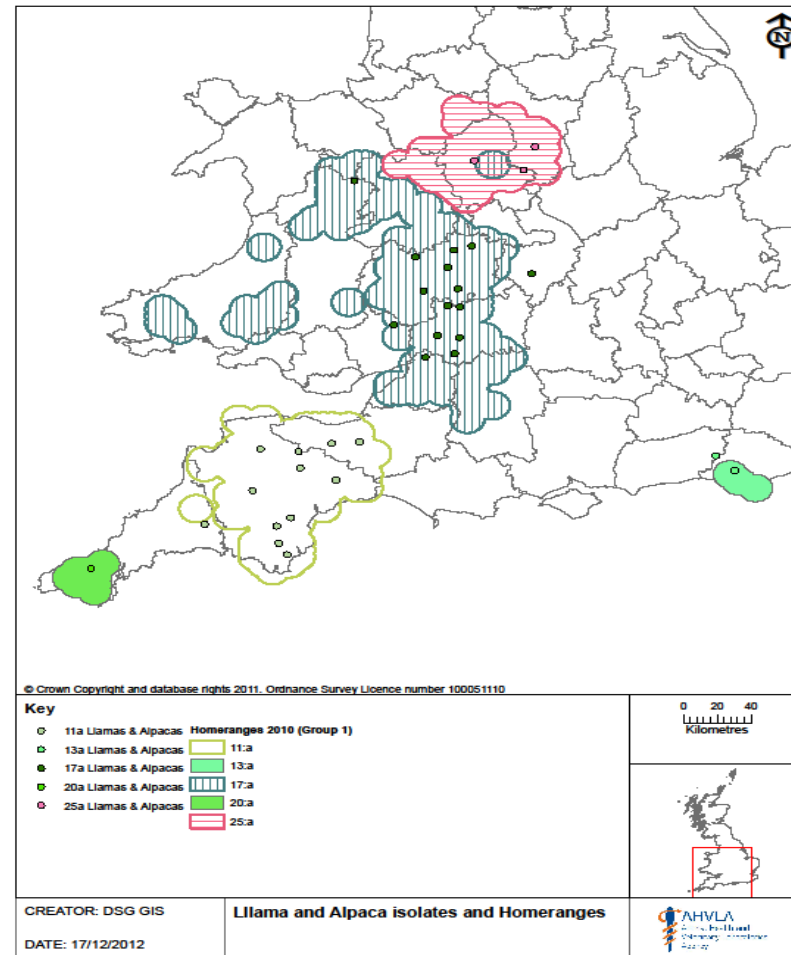 N
© Crown Copyright and database rights 2011. Ordnance Survey Licence number 100051110
Key
11a Llamas & Alpacas
13a Llamas & Alpacas
17a Llamas & Alpacas
20a Llamas & Alpacas
25a Llamas & Alpacas
Homeranges 2010 (Group 1)
11:a
13:a
17:a
20:a
25:a
0 20 40
Kilometres
CREATOR: DSG GIS
DATE: 17/12/2012
Lllama and Alpaca isolates and Homeranges
AHVLA
Agency